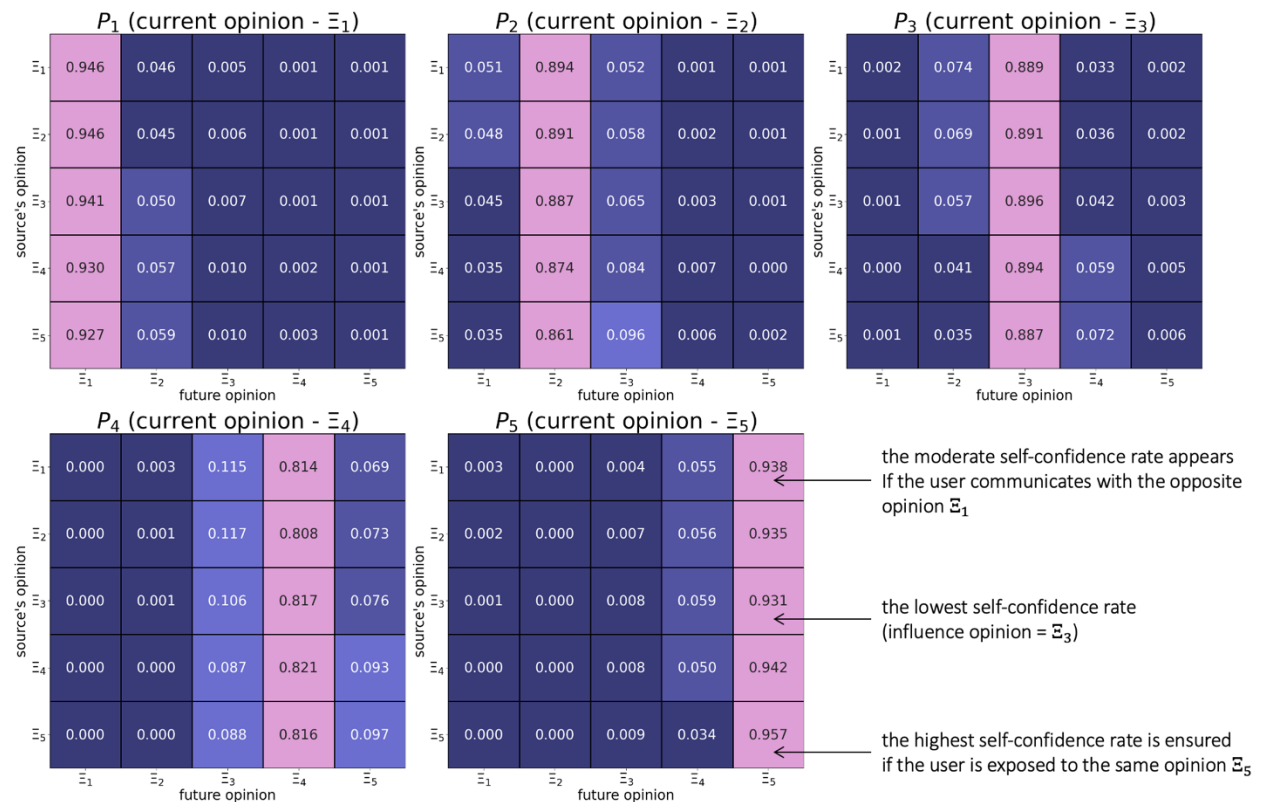 P₁ (current opinion - Ξ₁)
P₂ (current opinion - Ξ₂)
P₃ (current opinion - Ξ₃)
source's opinion
Ξ₁ 0.946 0.046 0.005 0.001 0.001
Ξ₂ 0.946 0.045 0.006 0.001 0.001
Ξ₃ 0.941 0.050 0.007 0.001 0.001
Ξ₄ 0.930 0.057 0.010 0.002 0.001
Ξ₅ 0.927 0.059 0.010 0.003 0.001
Ξ₁ Ξ₂ Ξ₃ Ξ₄ Ξ₅
future opinion
source's opinion
Ξ₁ 0.051 0.894 0.052 0.001 0.001
Ξ₂ 0.048 0.891 0.058 0.002 0.001
Ξ₃ 0.045 0.887 0.065 0.003 0.001
Ξ₄ 0.035 0.874 0.084 0.007 0.000
Ξ₅ 0.035 0.861 0.096 0.006 0.002
Ξ₁ Ξ₂ Ξ₃ Ξ₄ Ξ₅
future opinion
source's opinion
Ξ₁ 0.002 0.074 0.889 0.033 0.002
Ξ₂ 0.001 0.069 0.891 0.036 0.002
Ξ₃ 0.001 0.057 0.896 0.042 0.003
Ξ₄ 0.000 0.041 0.894 0.059 0.005
Ξ₅ 0.001 0.035 0.887 0.072 0.006
Ξ₁ Ξ₂ Ξ₃ Ξ₄ Ξ₅
future opinion
P₄ (current opinion - Ξ₄)
P₅ (current opinion - Ξ₅)
source's opinion
Ξ₁ 0.000 0.003 0.115 0.814 0.069
Ξ₂ 0.000 0.001 0.117 0.808 0.073
Ξ₃ 0.000 0.001 0.106 0.817 0.076
Ξ₄ 0.000 0.000 0.087 0.821 0.093
Ξ₅ 0.000 0.000 0.088 0.816 0.097
Ξ₁ Ξ₂ Ξ₃ Ξ₄ Ξ₅
future opinion
source's opinion
Ξ₁ 0.003 0.000 0.004 0.055 0.938
Ξ₂ 0.002 0.000 0.007 0.056 0.935
Ξ₃ 0.001 0.000 0.008 0.059 0.931
Ξ₄ 0.000 0.000 0.008 0.050 0.942
Ξ₅ 0.000 0.000 0.009 0.034 0.957
Ξ₁ Ξ₂ Ξ₃ Ξ₄ Ξ₅
future opinion
the moderate self-confidence rate appears
If the user communicates with the opposite
opinion Ξ₁
the lowest self-confidence rate
(influence opinion = Ξ₃)
the highest self-confidence rate is ensured
if the user is exposed to the same opinion Ξ₅